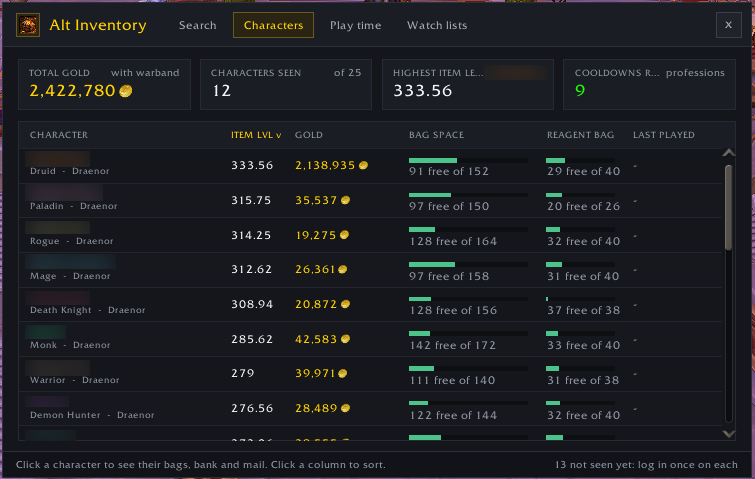 Alt Inventory Search Characters Play time Watch lists x
TOTAL GOLD with warband
2,422,780
CHARACTERS SEEN of 25
12
HIGHEST ITEM LE...
333.56
COOLDOWNS R... professions
9
CHARACTER ITEM LVL v GOLD BAG SPACE REAGENT BAG LAST PLAYED
Druid - Draenor 333.56 2,138,935 91 free of 152 29 free of 40 -
Paladin - Draenor 315.75 35,537 97 free of 150 20 free of 26 -
Rogue - Draenor 314.25 19,275 128 free of 164 32 free of 40 -
Mage - Draenor 312.62 26,361 97 free of 158 31 free of 40 -
Death Knight - Draenor 308.94 20,872 128 free of 156 37 free of 38 -
Monk - Draenor 285.62 42,583 142 free of 172 33 free of 40 -
Warrior - Draenor 279 39,971 111 free of 140 31 free of 38 -
Demon Hunter - Draenor 276.56 28,489 122 free of 144 32 free of 40 -
Click a character to see their bags, bank and mail. Click a column to sort. 13 not seen yet: log in once on each